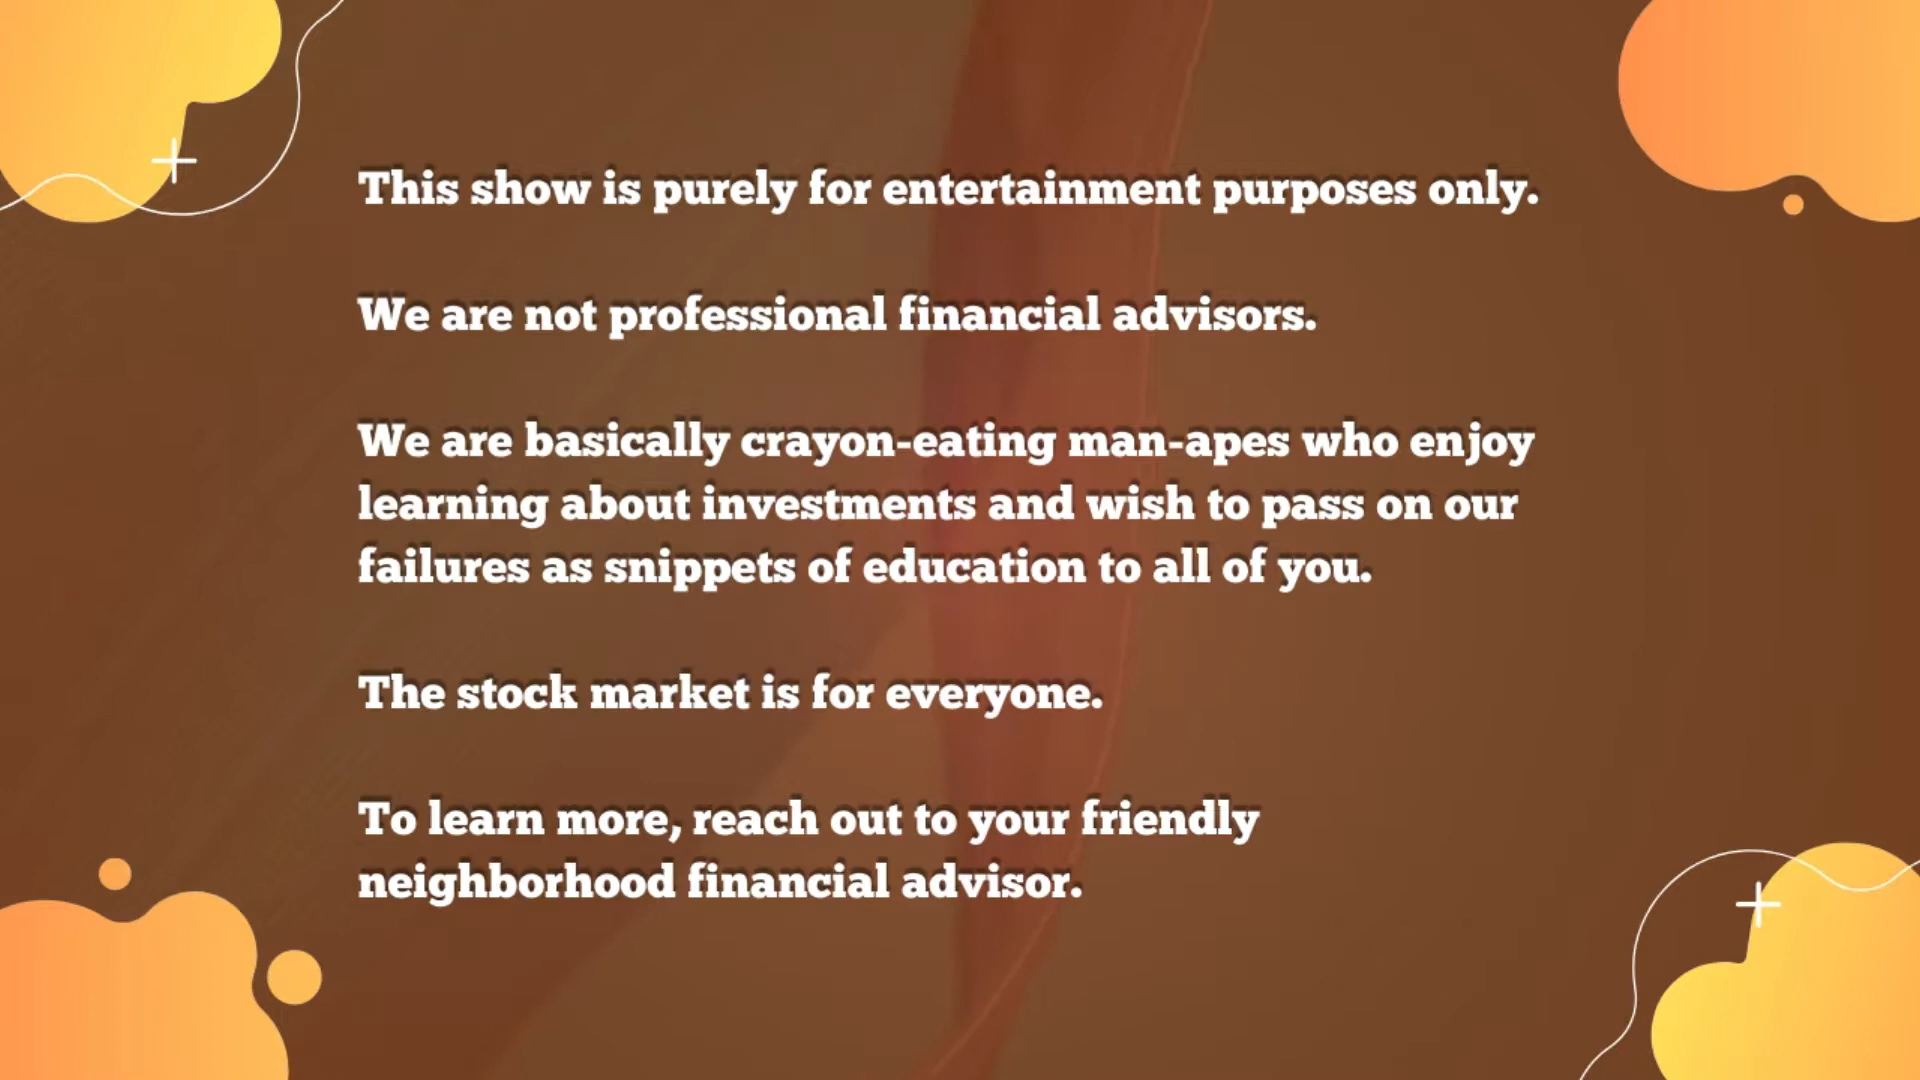 This show is purely for entertainment purposes only.
We are not professional financial advisors.
We are basically crayon-eating man-apes who enjoy
learning about investments and wish to pass on our
failures as snippets of education to all of you.
The stock market is for everyone.
To learn more, reach out to your friendly
neighborhood financial advisor.